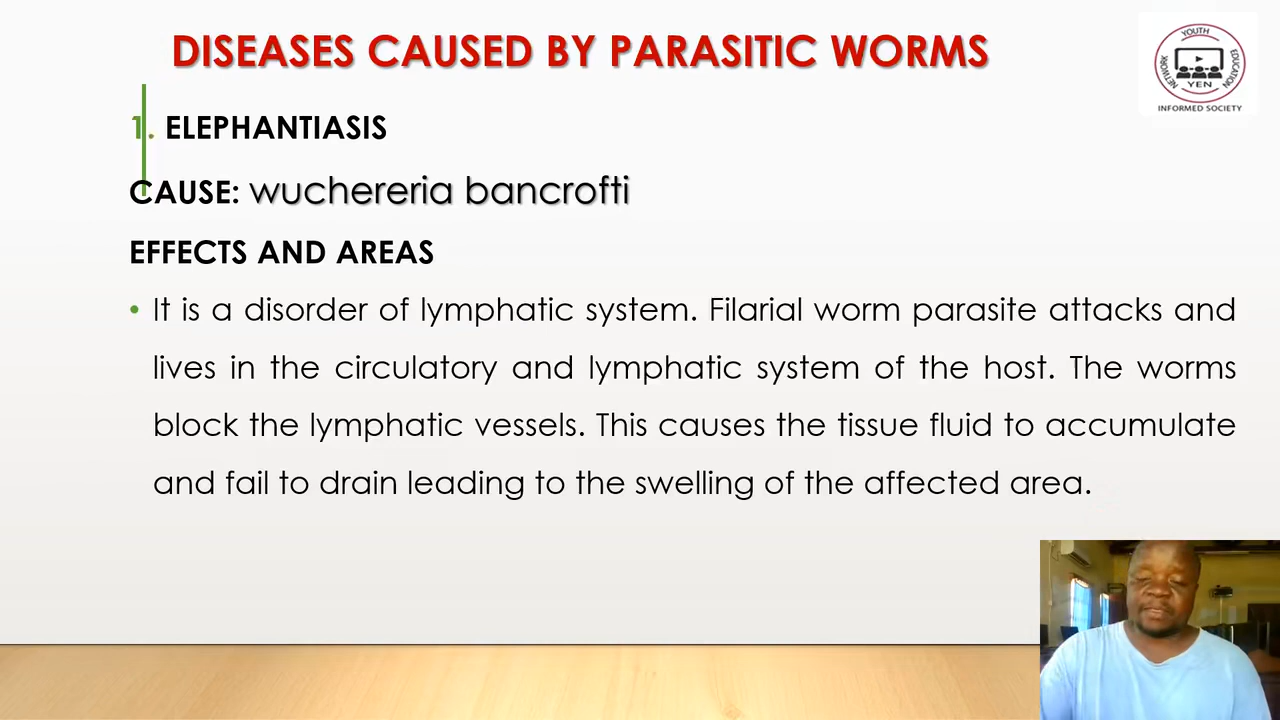 DISEASES CAUSED BY PARASITIC WORMS
YOUTH
NETWORK
EDUCATION
YEN
INFORMED SOCIETY
1. ELEPHANTIASIS
CAUSE: wuchereria bancrofti
EFFECTS AND AREAS
• It is a disorder of lymphatic system. Filarial worm parasite attacks and
lives in the circulatory and lymphatic system of the host. The worms
block the lymphatic vessels. This causes the tissue fluid to accumulate
and fail to drain leading to the swelling of the affected area.